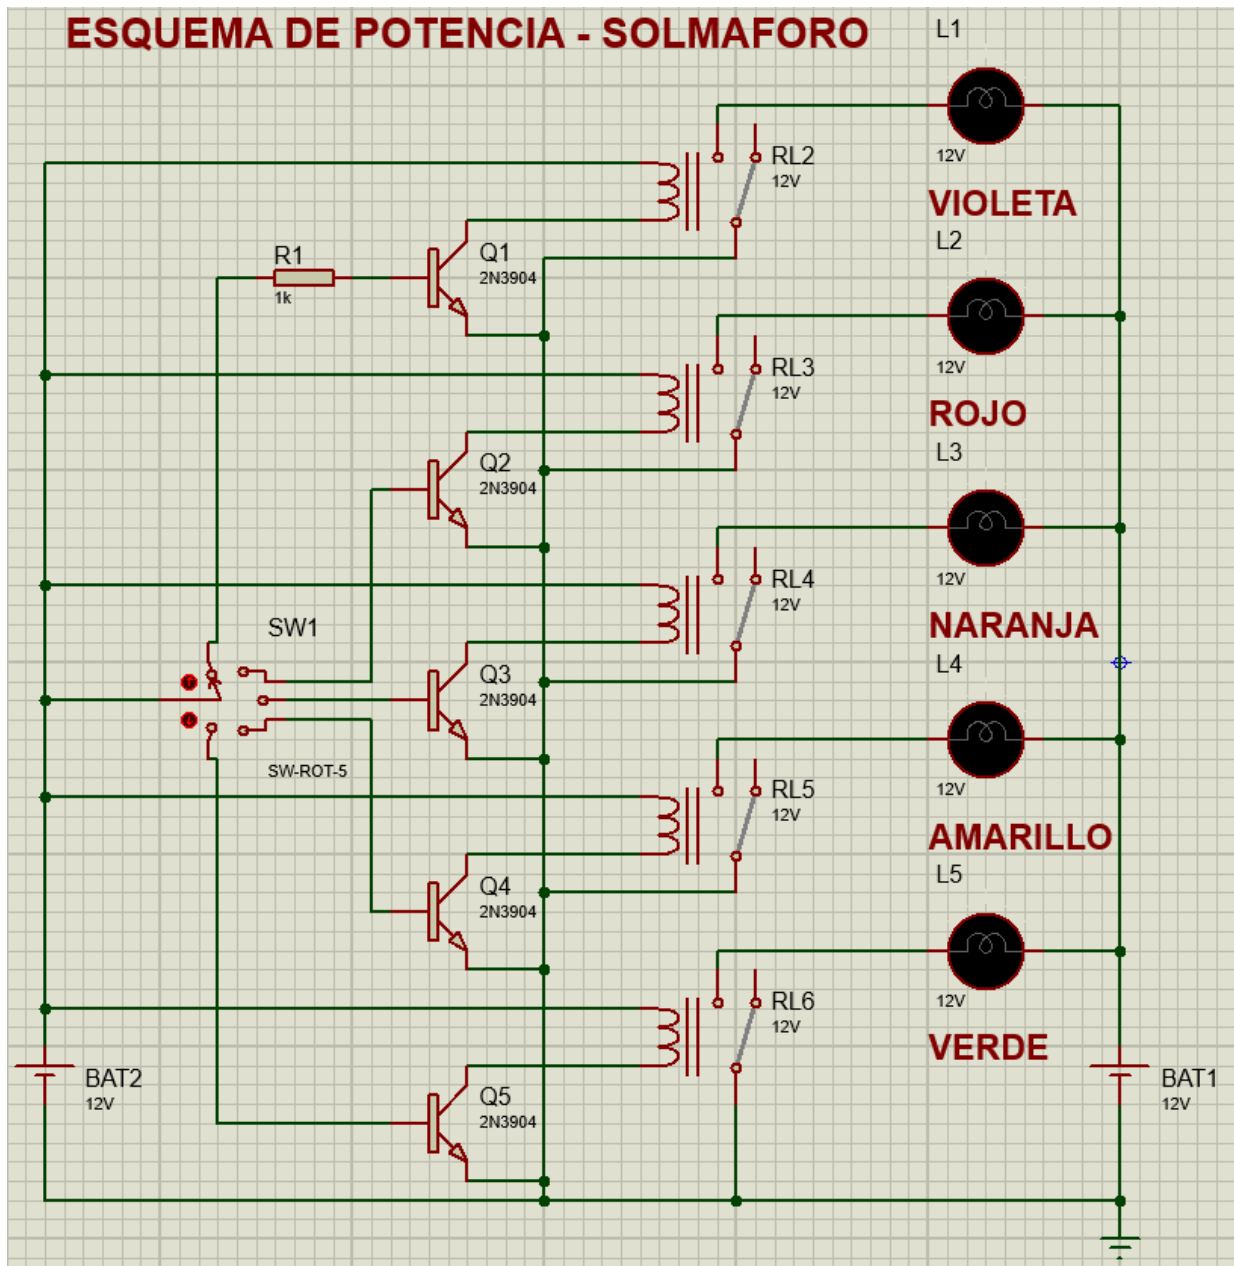 ESQUEMA DE POTENCIA - SOLMAFORO
L1
12V
RL2
12V
VIOLETA
L2
R1
1k
Q1
2N3904
12V
RL3
12V
ROJO
L3
Q2
2N3904
12V
RL4
12V
NARANJA
L4
SW1
SW-ROT-5
Q3
2N3904
12V
RL5
12V
AMARILLO
L5
Q4
2N3904
12V
RL6
12V
VERDE
BAT2
12V
Q5
2N3904
BAT1
12V